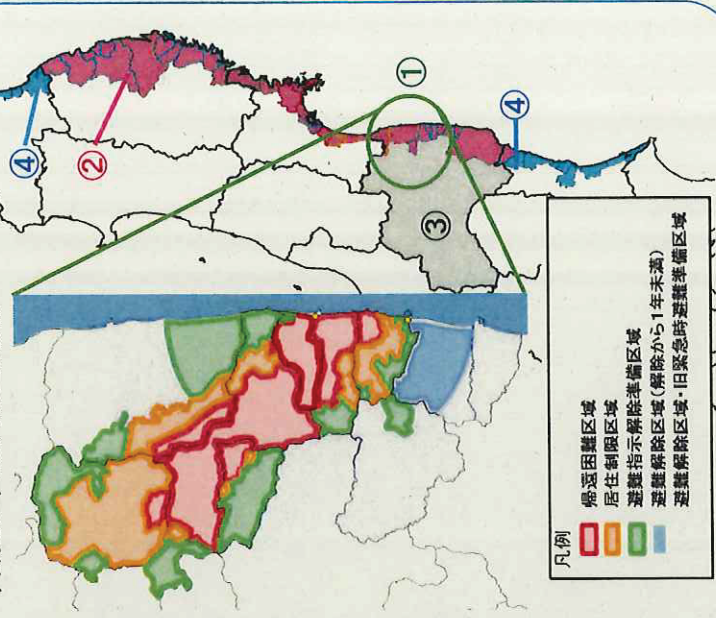 ④
②
①
④
③
凡例
帰還困難区域
居住制限区域
避難指示解除準備区域
避難解除区域(解除から1年未満)
避難解除区域・旧緊急時避難準備区域